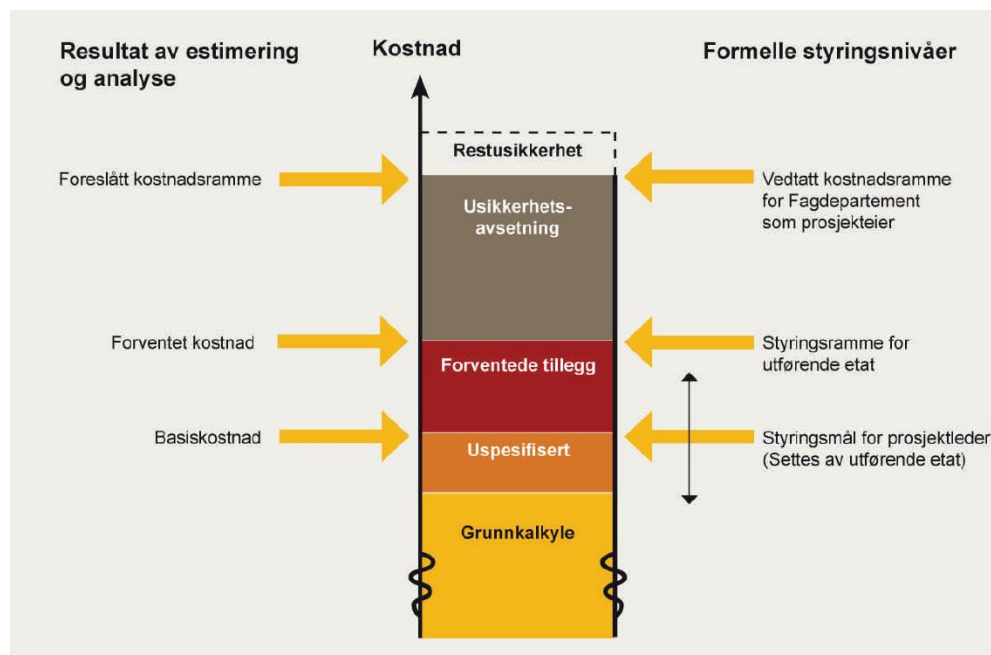 Resultat av estimering
og analyse
Kostnad
Formelle styringsnivåer
Restusikkerhet
Foreslått kostnadsramme
Vedtatt kostnadsramme
for Fagdepartement
som prosjekteier
Usikkerhets-
avsetning
Forventet kostnad
Styringsramme for
utførende etat
Forventede tillegg
Basiskostnad
Styringsmål for prosjektleder
(Settes av utførende etat)
Uspesifisert
Grunnkalkyle